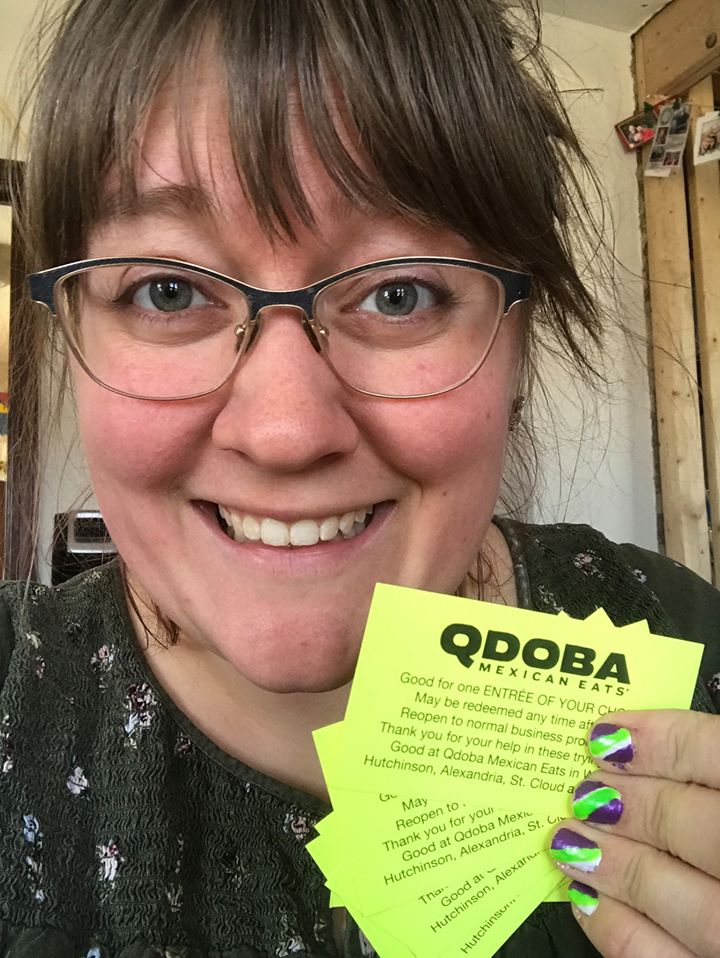 QDOBA
MEXICAN EATS
Good for one ENTRÉE OF YOUR
May be redeemed any time
Reopen to normal business
Thank you for your help in these
Good at Qdoba Mexican Eats in
Hutchinson, Alexandria, St. Cloud
May
Reopen to
Thank you for your
Good at Qdoba
Hutchinson, Alexandria, St.
Good at
Hutchinson,
Hutchinson,